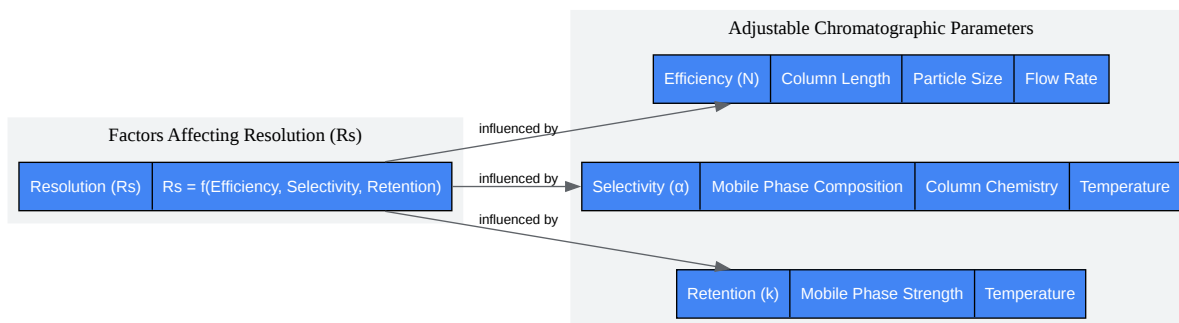 Adjustable Chromatographic Parameters
Efficiency (N) Column Length Particle Size Flow Rate
influenced by
Factors Affecting Resolution (Rs)
Resolution (Rs) Rs = f(Efficiency, Selectivity, Retention)
influenced by
Selectivity (α) Mobile Phase Composition Column Chemistry Temperature
influenced by
Retention (k) Mobile Phase Strength Temperature